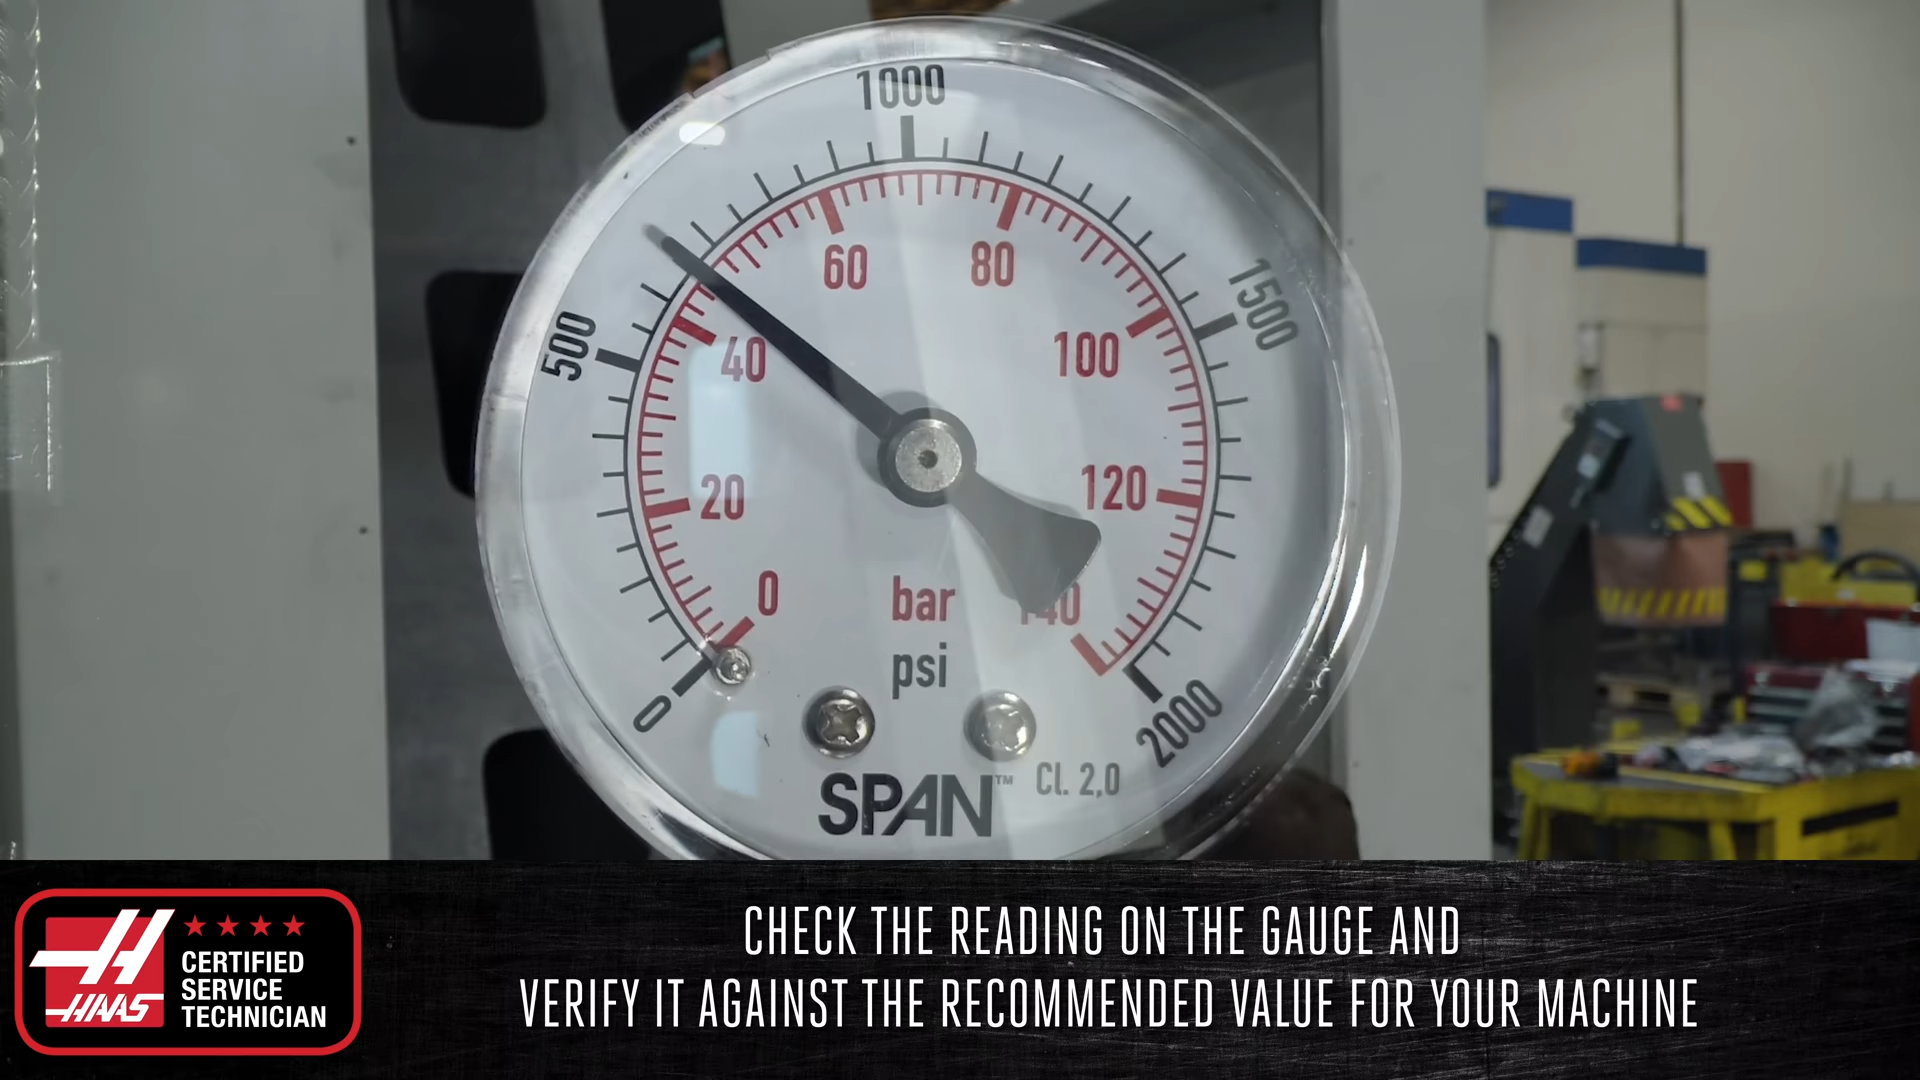 1000
500
1500
60
80
40
100
20
120
0
bar
140
psi
0
2000
SPAN™
Cl. 2,0
HAAS
CERTIFIED
SERVICE
TECHNICIAN
CHECK THE READING ON THE GAUGE AND
VERIFY IT AGAINST THE RECOMMENDED VALUE FOR YOUR MACHINE